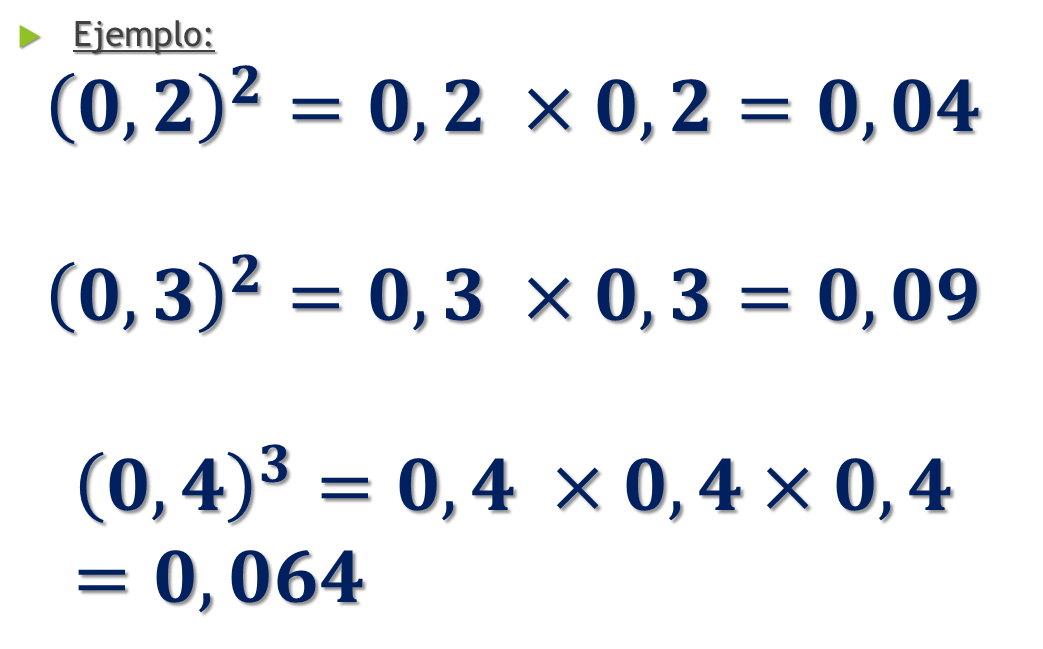 Ejemplo:
(0,2)² = 0,2 × 0,2 = 0,04
(0,3)² = 0,3 × 0,3 = 0,09
(0,4)³ = 0,4 × 0,4 × 0,4
= 0,064